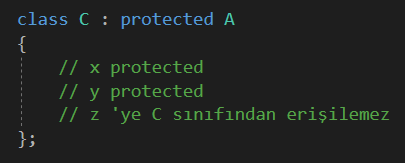 class C : protected A
{
// x protected
// y protected
// z 'ye C sınıfından erişilemez
};